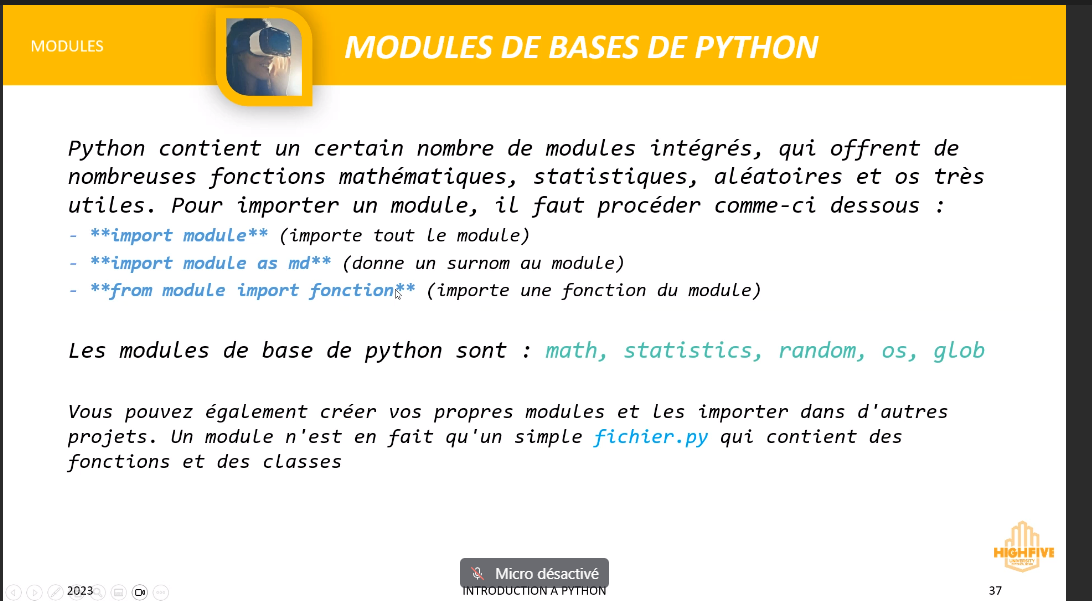 MODULES
MODULES DE BASES DE PYTHON
Python contient un certain nombre de modules intégrés, qui offrent de
nombreuses fonctions mathématiques, statistiques, aléatoires et os très
utiles. Pour importer un module, il faut procéder comme-ci dessous :
- **import module** (importe tout le module)
- **import module as md** (donne un surnom au module)
- **from module import fonction** (importe une fonction du module)
Les modules de base de python sont : math, statistics, random, os, glob
Vous pouvez également créer vos propres modules et les importer dans d'autres
projets. Un module n'est en fait qu'un simple fichier.py qui contient des
fonctions et des classes
HIGHFIVE
UNIVERSITY
Micro désactivé
2023
INTRODUCTION A PYTHON
37